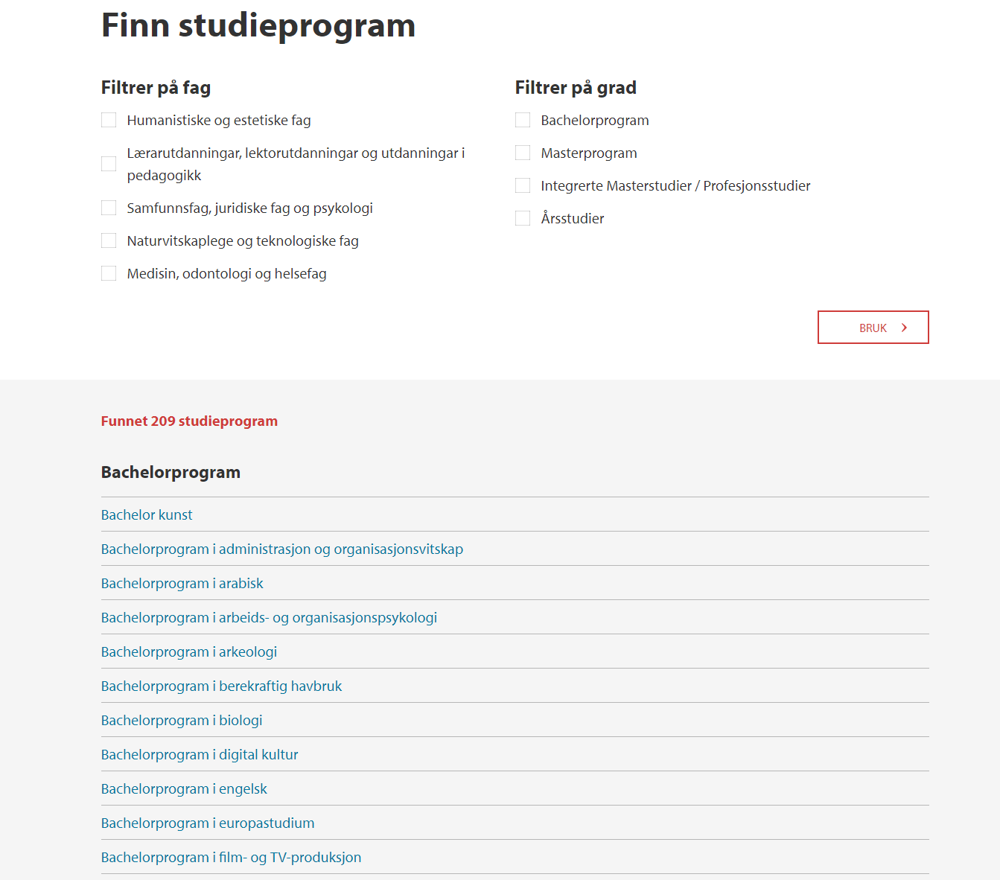 Finn studieprogram
Filtrer på fag
Humanistiske og estetiske fag
Lærarutdanningar, lektorutdanningar og utdanningar i
pedagogikk
Samfunnsfag, juridiske fag og psykologi
Naturvitskaplege og teknologiske fag
Medisin, odontologi og helsefag
Filtrer på grad
Bachelorprogram
Masterprogram
Integrerte Masterstudier / Profesjonsstudier
Årsstudier
BRUK
Funnet 209 studieprogram
Bachelorprogram
Bachelor kunst
Bachelorprogram i administrasjon og organisasjonsvitskap
Bachelorprogram i arabisk
Bachelorprogram i arbeids- og organisasjonspsykologi
Bachelorprogram i arkeologi
Bachelorprogram i berekraftig havbruk
Bachelorprogram i biologi
Bachelorprogram i digital kultur
Bachelorprogram i engelsk
Bachelorprogram i europastudium
Bachelorprogram i film- og TV-produksjon